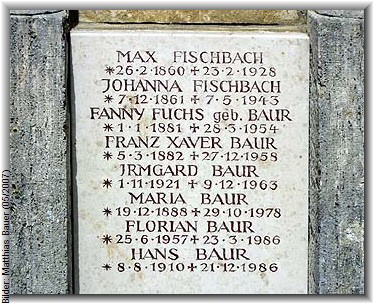 MAX FISCHBACH
*26·2·1860+23·2·1928
JOHANNA FISCHBACH
*7·12·1861+7·5·1943
FANNY FUCHS geb. BAUR
*1·1·1881+28·3·1954
FRANZ XAVER BAUR
*5·3·1882+27·12·1958
JRMGARD BAUR
*1·11·1921+9·12·1963
MARIA BAUR
*19·12·1888+29·10·1978
FLORIAN BAUR
*25·6·1957+23·3·1986
HANS BAUR
*8·8·1910+21·12·1986
Bilder: Matthias Bauer (05/2007)